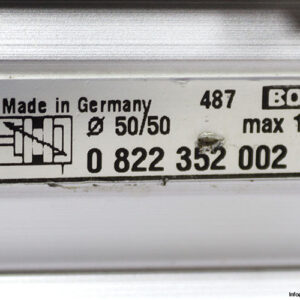 Made in Germany 487 BO
Ø 50/50 max 1
0 822 352 002